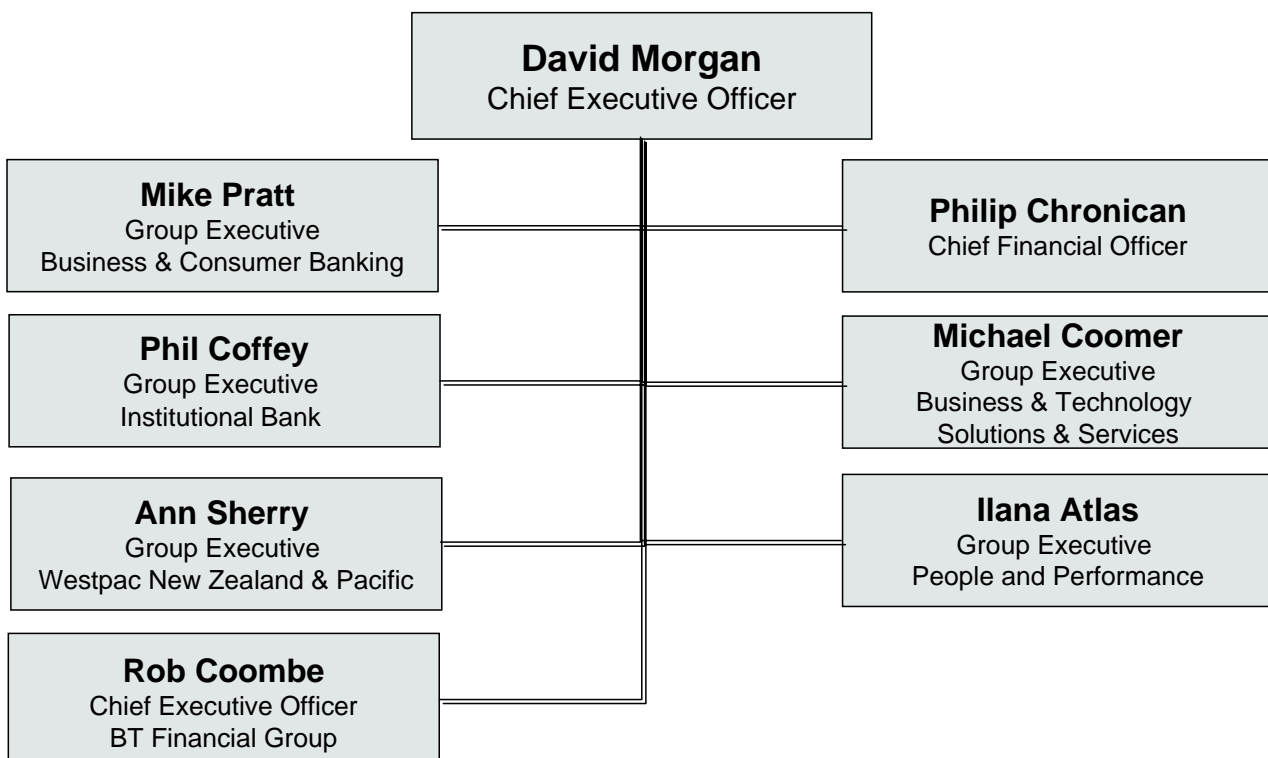 David Morgan
Chief Executive Officer
Mike Pratt
Group Executive
Business & Consumer Banking
Philip Chronican
Chief Financial Officer
Phil Coffey
Group Executive
Institutional Bank
Michael Coomer
Group Executive
Business & Technology
Solutions & Services
Ann Sherry
Group Executive
Westpac New Zealand & Pacific
Ilana Atlas
Group Executive
People and Performance
Rob Coombe
Chief Executive Officer
BT Financial Group